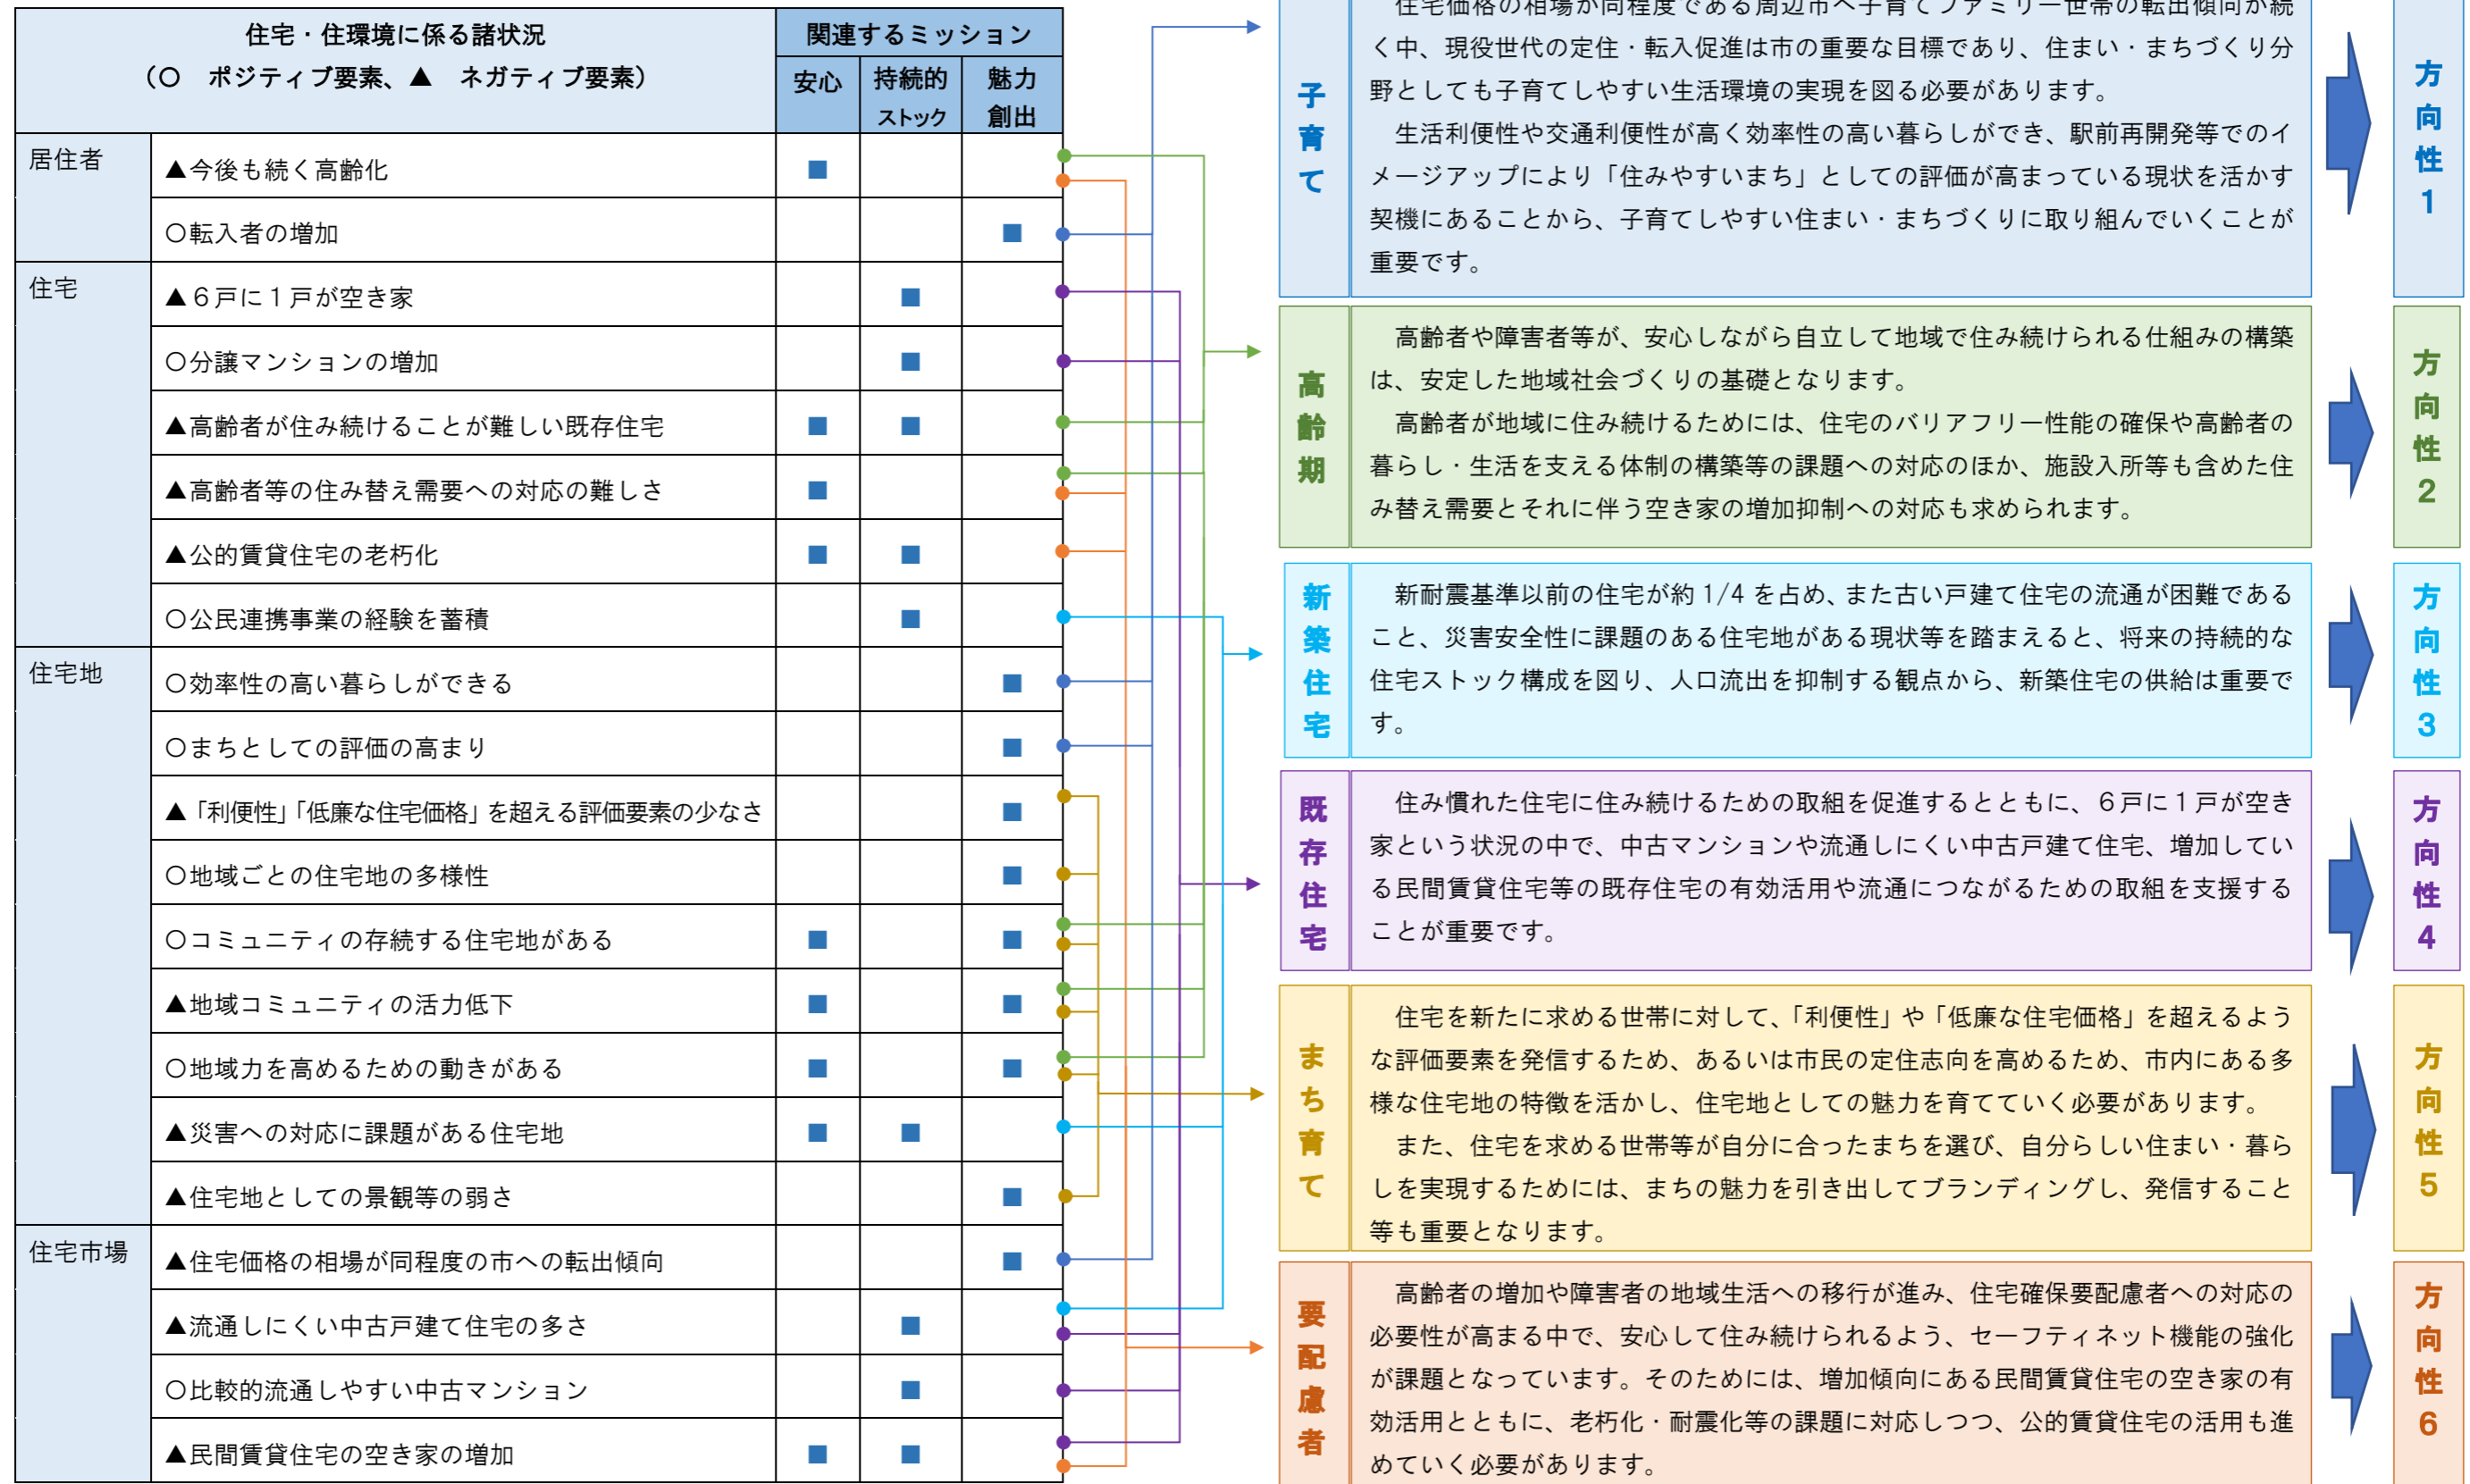 住宅・住環境に係る諸状況
(〇 ポジティブ要素、▲ ネガティブ要素)
関連するミッション
安心
持続的
ストック
魅力
創出
居住者
▲今後も続く高齢化 ■
〇転入者の増加 ■
住宅
▲6戸に1戸が空き家 ■
〇分譲マンションの増加 ■
▲高齢者が住み続けることが難しい既存住宅 ■ ■
▲高齢者等の住み替え需要への対応の難しさ ■
▲公的賃貸住宅の老朽化 ■ ■
〇公民連携事業の経験を蓄積 ■
住宅地
〇効率性の高い暮らしができる ■
〇まちとしての評価の高まり ■
▲「利便性」「低廉な住宅価格」を超える評価要素の少なさ ■
〇地域ごとの住宅地の多様性 ■
〇コミュニティの存続する住宅地がある ■ ■
▲地域コミュニティの活力低下 ■ ■
〇地域力を高めるための動きがある ■ ■
▲災害への対応に課題がある住宅地 ■ ■
▲住宅地としての景観等の弱さ ■
住宅市場
▲住宅価格の相場が同程度の市への転出傾向 ■
▲流通しにくい中古戸建て住宅の多さ ■
〇比較的流通しやすい中古マンション ■
▲民間賃貸住宅の空き家の増加 ■ ■
子育て
住宅価格の相場が同程度である周辺市へ子育てファミリー世帯の転出傾向が続
く中、現役世代の定住・転入促進は市の重要な目標であり、住まい・まちづくり分
野としても子育てしやすい生活環境の実現を図る必要があります。
生活利便性や交通利便性が高く効率性の高い暮らしができ、駅前再開発等でのイ
メージアップにより「住みやすいまち」としての評価が高まっている現状を活かす
契機にあることから、子育てしやすい住まい・まちづくりに取り組んでいくことが
重要です。
方向性1
高齢期
高齢者や障害者等が、安心しながら自立して地域で住み続けられる仕組みの構築
は、安定した地域社会づくりの基礎となります。
高齢者が地域に住み続けるためには、住宅のバリアフリー性能の確保や高齢者の
暮らし・生活を支える体制の構築等の課題への対応のほか、施設入所等も含めた住
み替え需要とそれに伴う空き家の増加抑制への対応も求められます。
方向性2
新築住宅
新耐震基準以前の住宅が約1/4を占め、また古い戸建て住宅の流通が困難である
こと、災害安全性に課題のある住宅地がある現状等を踏まえると、将来の持続的な
住宅ストック構成を図り、人口流出を抑制する観点から、新築住宅の供給は重要で
す。
方向性3
既存住宅
住み慣れた住宅に住み続けるための取組を促進するとともに、6戸に1戸が空き
家という状況の中で、中古マンションや流通しにくい中古戸建て住宅、増加してい
る民間賃貸住宅等の既存住宅の有効活用や流通につながるための取組を支援する
ことが重要です。
方向性4
まち育て
住宅を新たに求める世帯に対して、「利便性」や「低廉な住宅価格」を超えるよう
な評価要素を発信するため、あるいは市民の定住志向を高めるため、市内にある多
様な住宅地の特徴を活かし、住宅地としての魅力を育てていく必要があります。
また、住宅を求める世帯等が自分に合ったまちを選び、自分らしい住まい・暮ら
しを実現するためには、まちの魅力を引き出してブランディングし、発信すること
等も重要となります。
方向性5
要配慮者
高齢者の増加や障害者の地域生活への移行が進み、住宅確保要配慮者への対応の
必要性が高まる中で、安心して住み続けられるよう、セーフティネット機能の強化
が課題となっています。そのためには、増加傾向にある民間賃貸住宅の空き家の有
効活用とともに、老朽化・耐震化等の課題に対応しつつ、公的賃貸住宅の活用も進
めていく必要があります。
方向性6